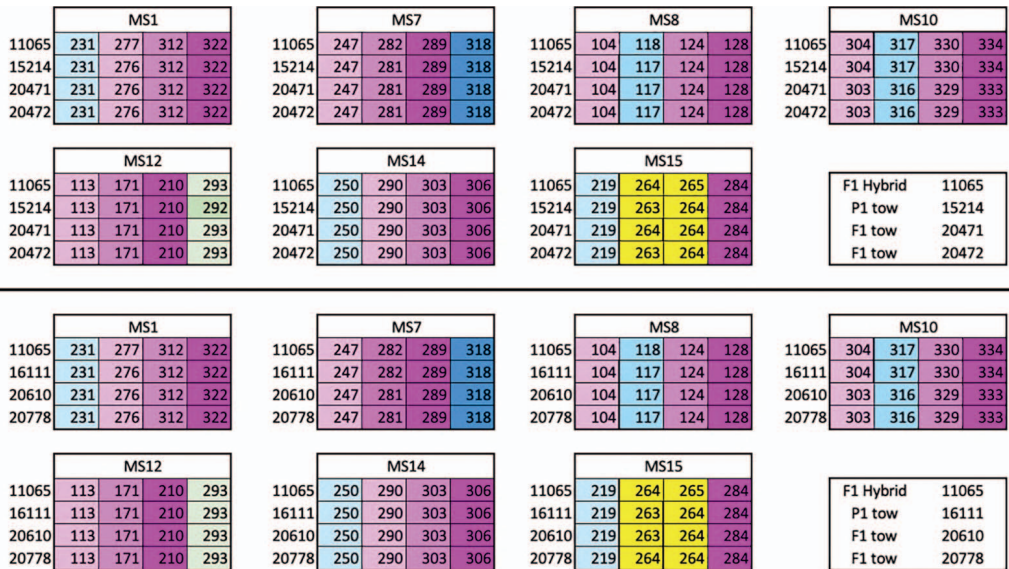 MS1 MS7 MS8 MS10
11065 231 277 312 322 11065 247 282 289 318 11065 104 118 124 128 11065 304 317 330 334
15214 231 276 312 322 15214 247 281 289 318 15214 104 117 124 128 15214 304 317 330 334
20471 231 276 312 322 20471 247 281 289 318 20471 104 117 124 128 20471 303 316 329 333
20472 231 276 312 322 20472 247 281 289 318 20472 104 117 124 128 20472 303 316 329 333
MS12 MS14 MS15
11065 113 171 210 293 11065 250 290 303 306 11065 219 264 265 284 F1 Hybrid 11065
15214 113 171 210 292 15214 250 290 303 306 15214 219 263 264 284 P1 tow 15214
20471 113 171 210 293 20471 250 290 303 306 20471 219 264 264 284 F1 tow 20471
20472 113 171 210 293 20472 250 290 303 306 20472 219 263 264 284 F1 tow 20472
MS1 MS7 MS8 MS10
11065 231 277 312 322 11065 247 282 289 318 11065 104 118 124 128 11065 304 317 330 334
16111 231 276 312 322 16111 247 282 289 318 16111 104 117 124 128 16111 304 317 330 334
20610 231 276 312 322 20610 247 281 289 318 20610 104 117 124 128 20610 303 316 329 333
20778 231 276 312 322 20778 247 281 289 318 20778 104 117 124 128 20778 303 316 329 333
MS12 MS14 MS15
11065 113 171 210 293 11065 250 290 303 306 11065 219 264 265 284 F1 Hybrid 11065
16111 113 171 210 293 16111 250 290 303 306 16111 219 263 264 284 P1 tow 16111
20610 113 171 210 293 20610 250 290 303 306 20610 219 264 264 284 F1 tow 20610
20778 113 171 210 293 20778 250 290 303 306 20778 219 264 264 284 F1 tow 20778